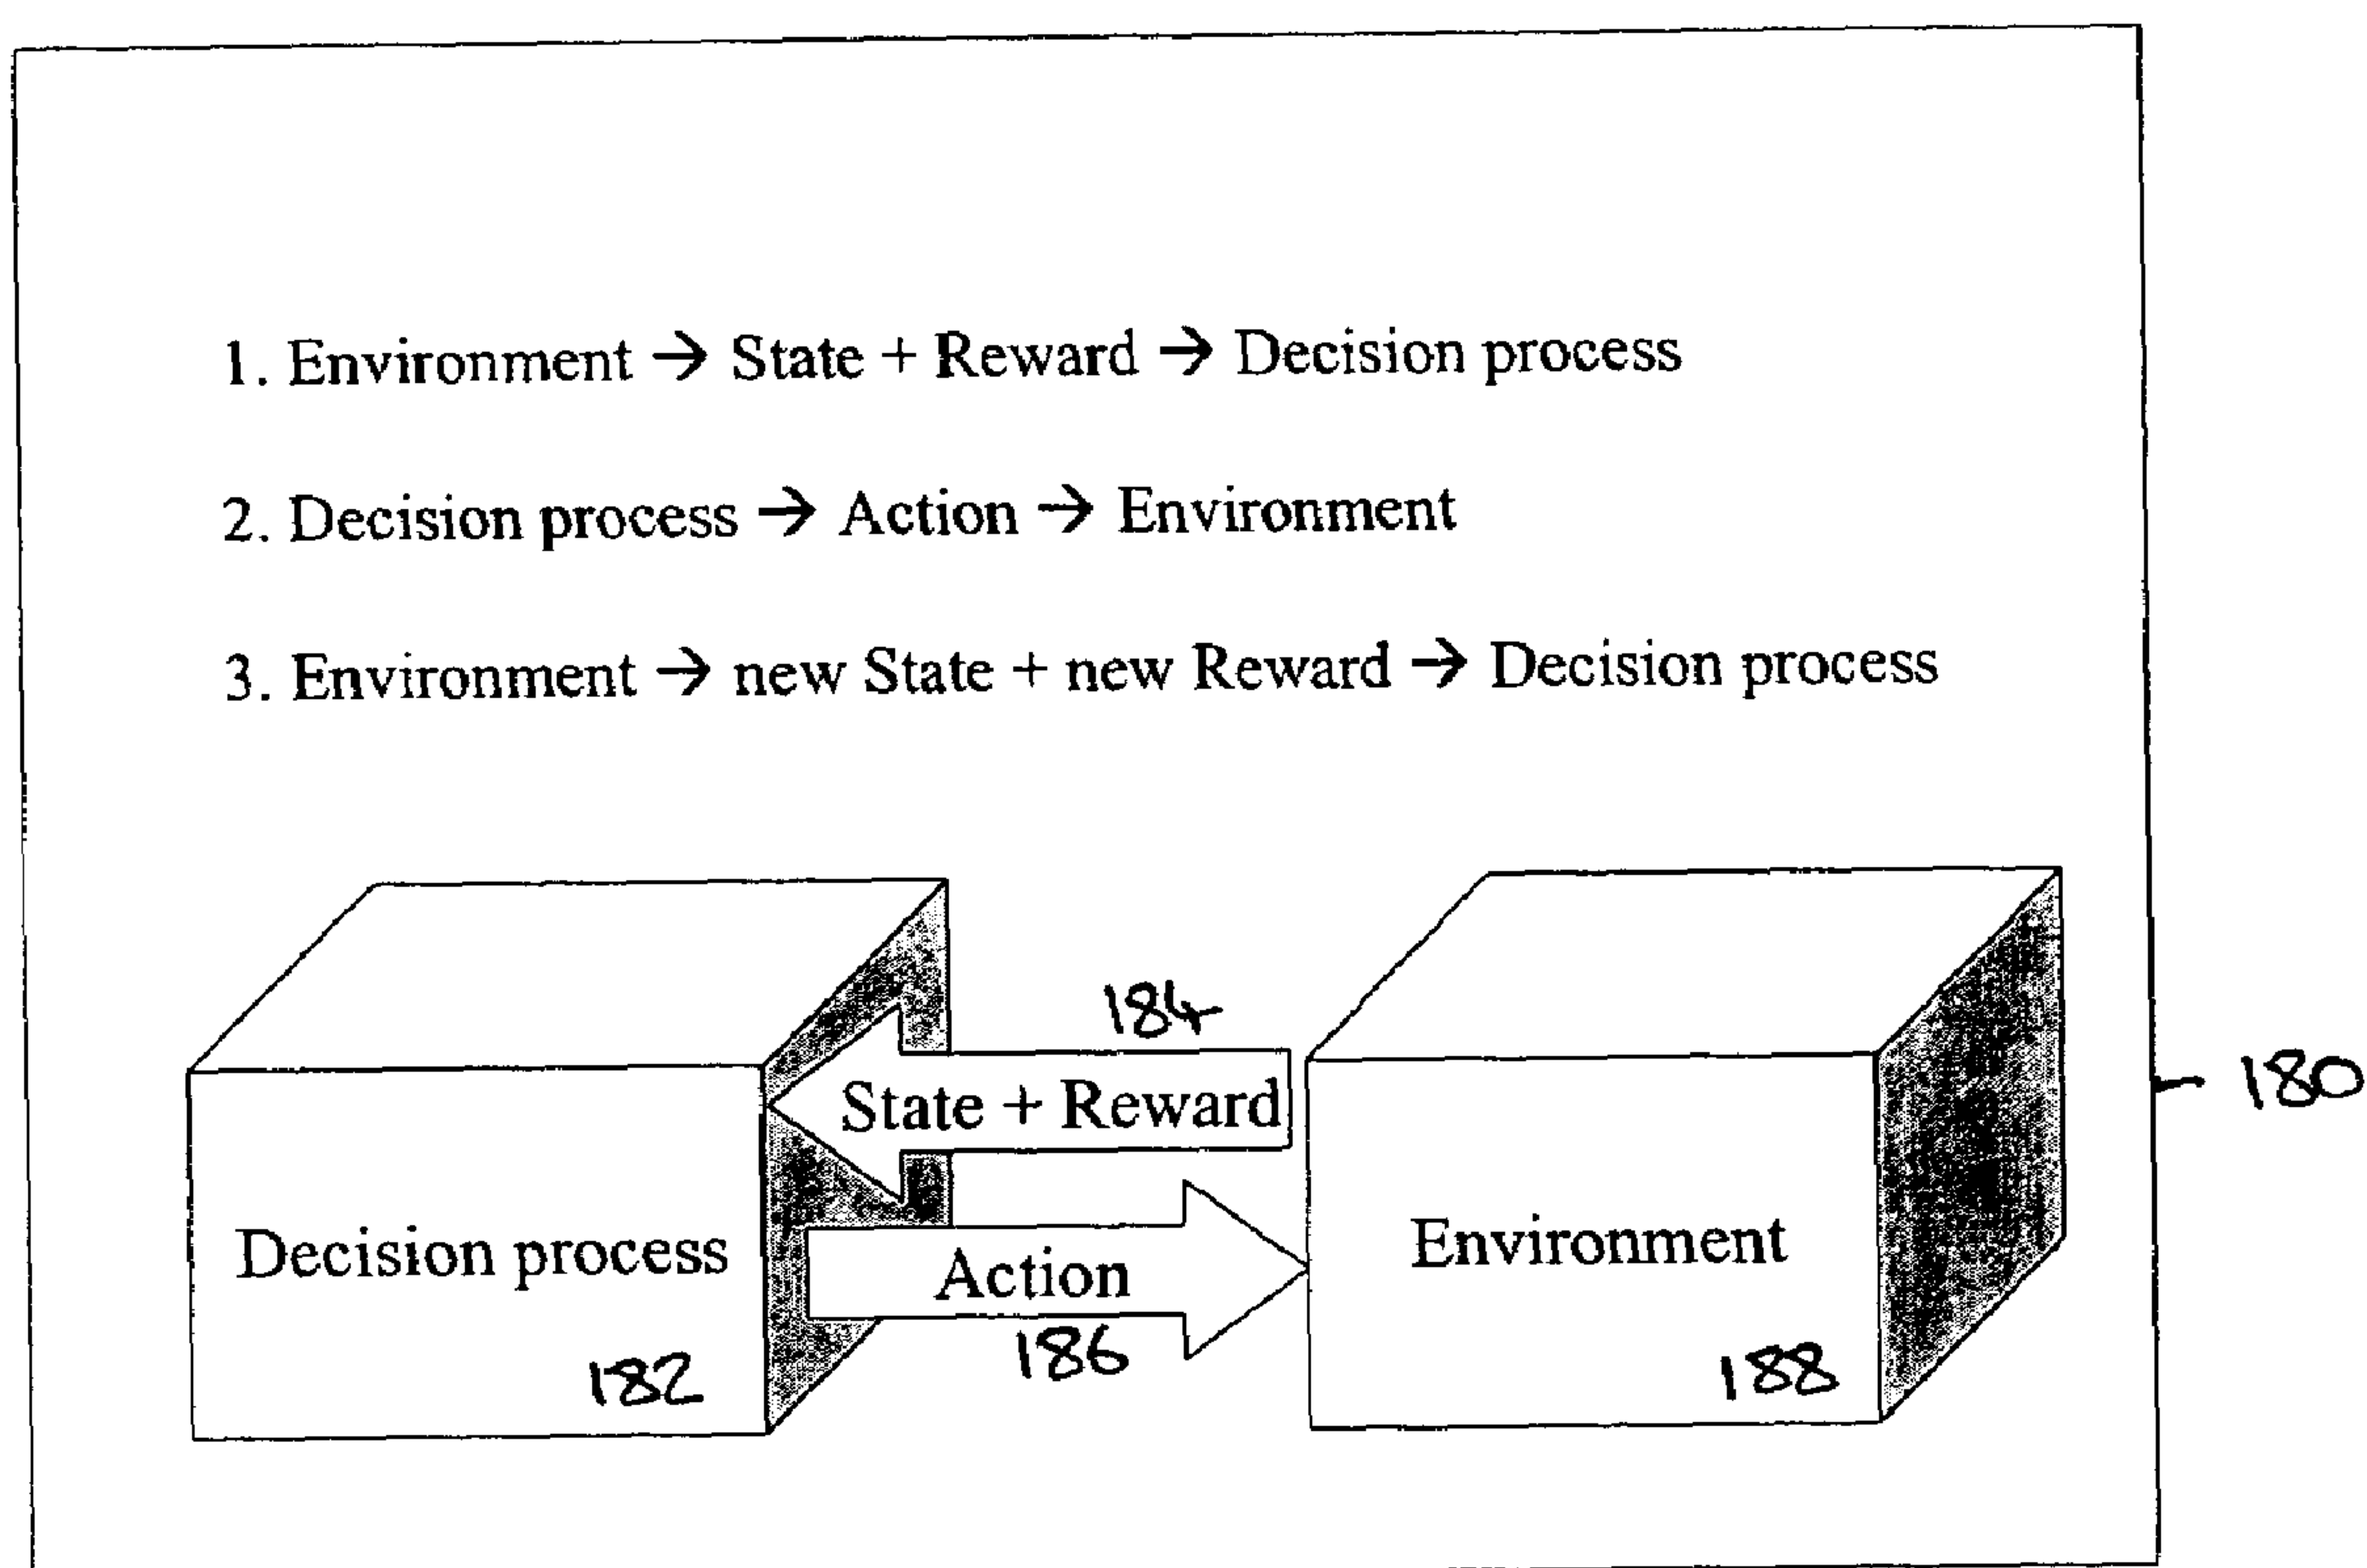 1. Environment → State + Reward → Decision process
2. Decision process → Action → Environment
3. Environment → new State + new Reward → Decision process
184
State + Reward
180
Decision process
Environment
Action
186
182
188